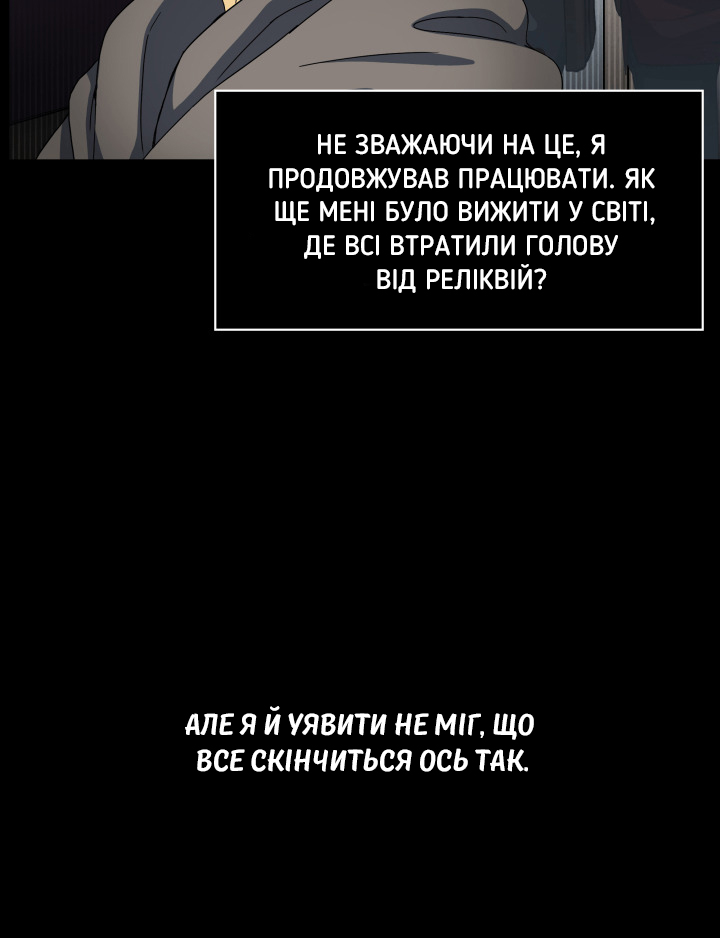 НЕ ЗВАЖАЮЧИ НА ЦЕ, Я
ПРОДОВЖУВАВ ПРАЦЮВАТИ. ЯК
ЩЕ МЕНІ БУЛО ВИЖИТИ У СВІТІ,
ДЕ ВСІ ВТРАТИЛИ ГОЛОВУ
ВІД РЕЛІКВІЙ?
АЛЕ Я Й УЯВИТИ НЕ МІГ, ЩО
ВСЕ СКІНЧИТЬСЯ ОСЬ ТАК.